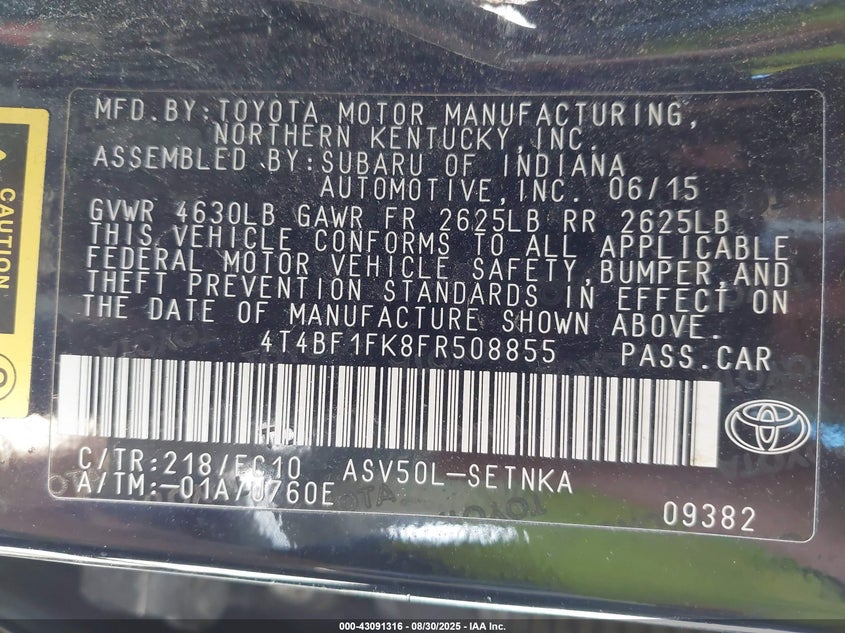 MFD.BY:TOYOTA MOTOR MANUFACTURING,
NORTHERN KENTUCKY,INC.
ASSEMBLED BY:SUBARU OF INDIANA
AUTOMOTIVE,INC. 06/15
GVWR 4630LB GAWR FR 2625LB RR 2625LB
THIS VEHICLE CONFORMS TO ALL APPLICABLE
FEDERAL MOTOR VEHICLE SAFETY,BUMPER,AND
THEFT PREVENTION STANDARDS IN EFFECT ON
THE DATE OF MANUFACTURE SHOWN ABOVE.
4T4BF1FK8FR508855 PASS.CAR
C/TR:218/FC10 ASV50L-SETNKA
A/TM:-01A/U760E
09382
CAUTION
000-43091316 - 08/30/2025 - IAA Inc.